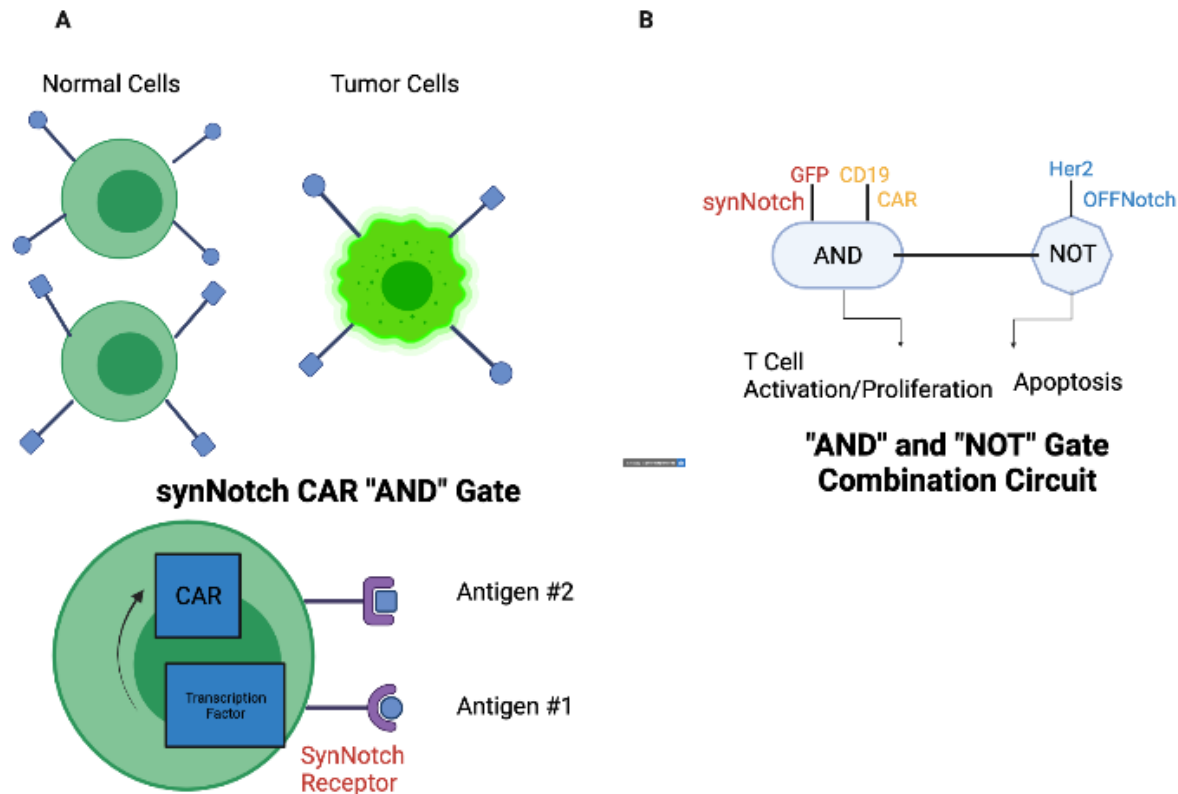 A
Normal Cells
Tumor Cells
synNotch CAR "AND" Gate
CAR
Transcription
Factor
Antigen #2
Antigen #1
SynNotch
Receptor
B
GFP
CD19
synNotch
CAR
AND
Her2
OFFNotch
NOT
T Cell
Activation/Proliferation
Apoptosis
"AND" and "NOT" Gate
Combination Circuit